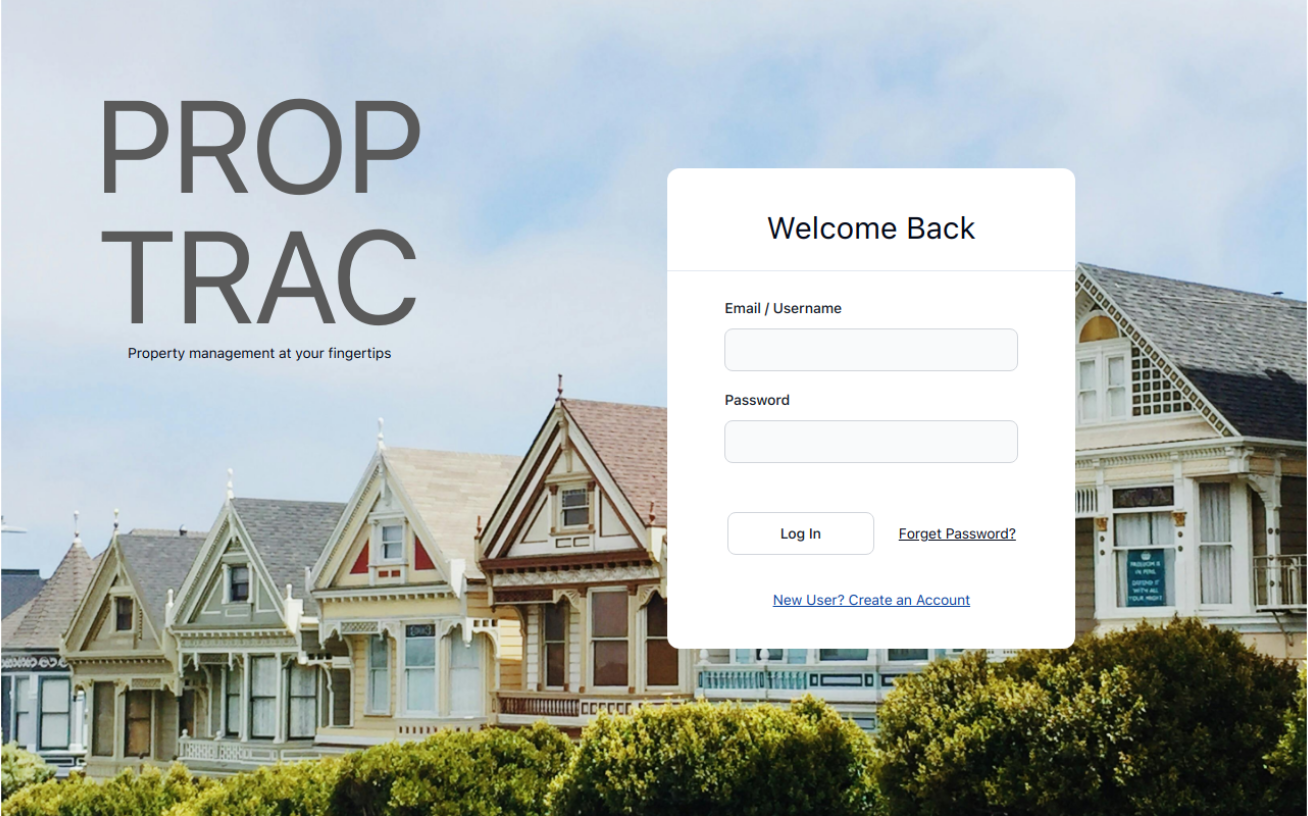 PROP
TRAC
Property management at your fingertips
Welcome Back
Email / Username
Password
Log In
Forget Password?
New User? Create an Account
FREEDOM IS
IN PERIL
DEFEND IT
WITH ALL
YOUR MIGHT